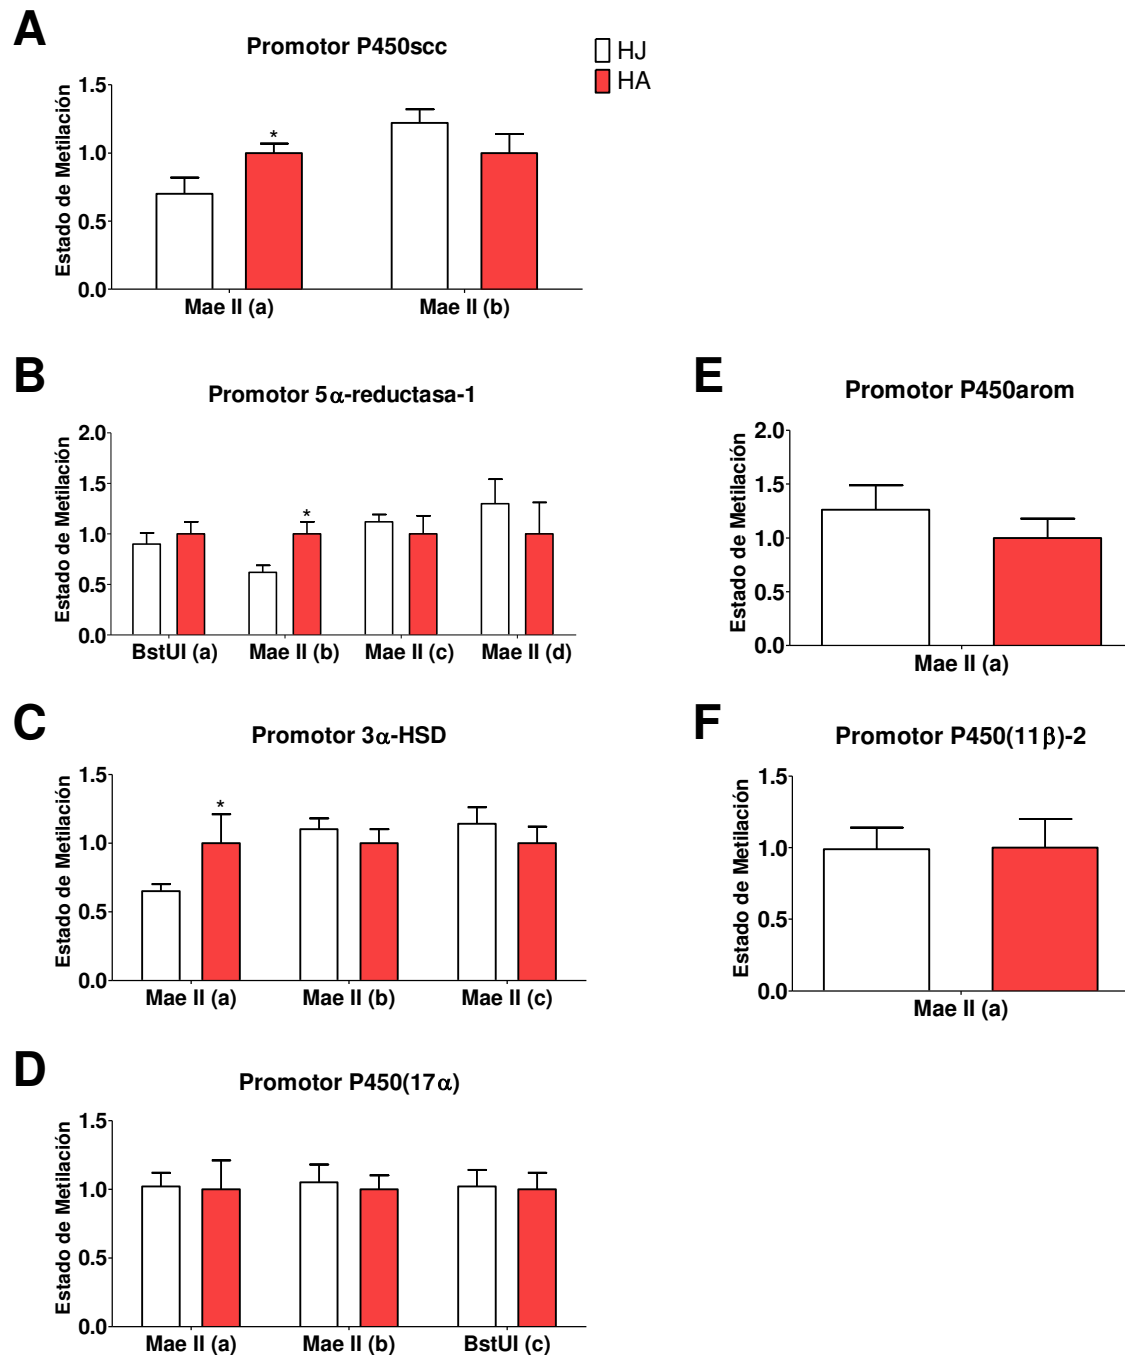 A
Promotor P450scc
HJ
HA
Estado de Metilación
1.5
1.0
0.5
0.0
*
Mae II (a)
Mae II (b)
B
Promotor 5α-reductasa-1
Estado de Metilación
2.0
1.5
1.0
0.5
0.0
*
BstUI (a)
Mae II (b)
Mae II (c)
Mae II (d)
C
Promotor 3α-HSD
Estado de Metilación
1.5
1.0
0.5
0.0
*
Mae II (a)
Mae II (b)
Mae II (c)
D
Promotor P450(17α)
Estado de Metilación
1.5
1.0
0.5
0.0
Mae II (a)
Mae II (b)
BstUI (c)
E
Promotor P450arom
Estado de Metilación
2.0
1.5
1.0
0.5
0.0
Mae II (a)
F
Promotor P450(11β)-2
Estado de Metilación
1.5
1.0
0.5
0.0
Mae II (a)